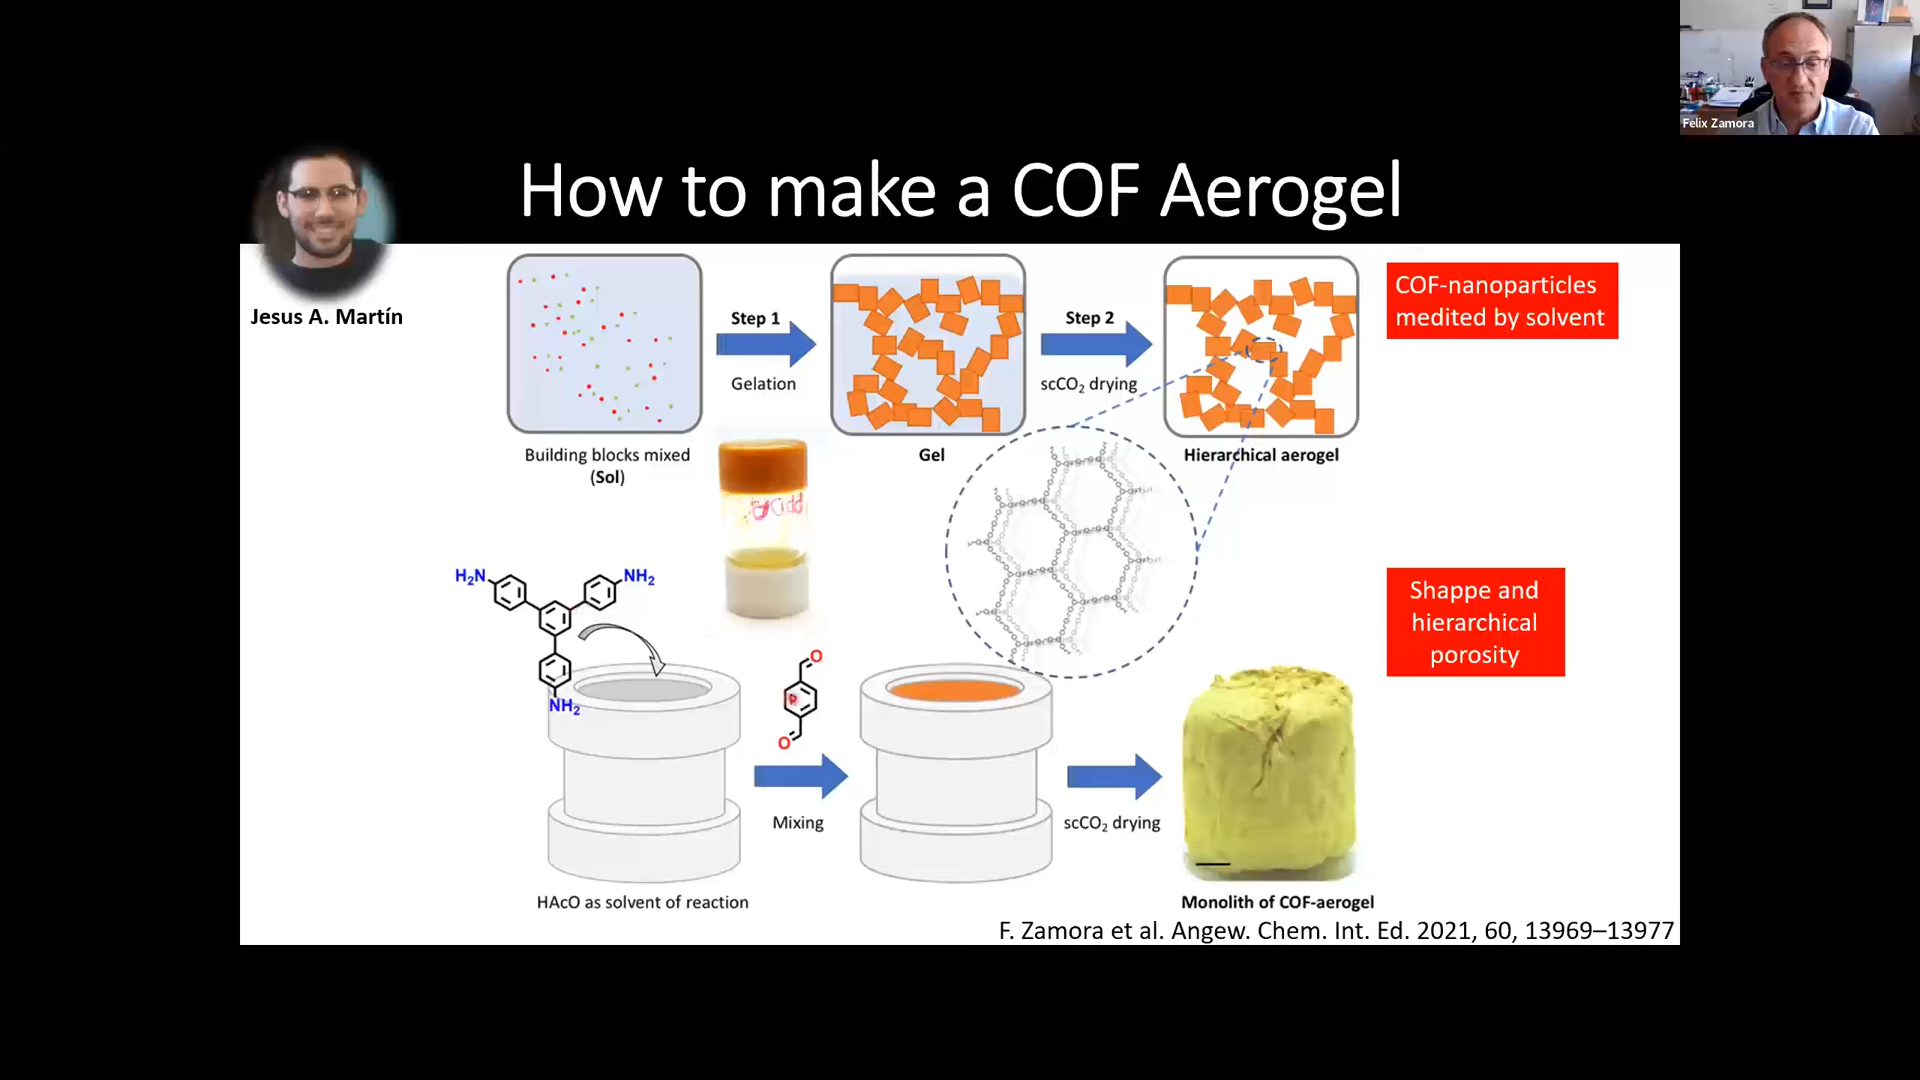 Felix Zamora
How to make a COF Aerogel
Jesus A. Martín
Step 1
Gelation
Step 2
scCO₂ drying
COF-nanoparticles
medited by solvent
Building blocks mixed
(Sol)
Gel
Hierarchical aerogel
H₂N
NH₂
NH₂
O
O
Shappe and
hierarchical
porosity
Mixing
scCO₂ drying
HAcO as solvent of reaction
Monolith of COF-aerogel
F. Zamora et al. Angew. Chem. Int. Ed. 2021, 60, 13969–13977